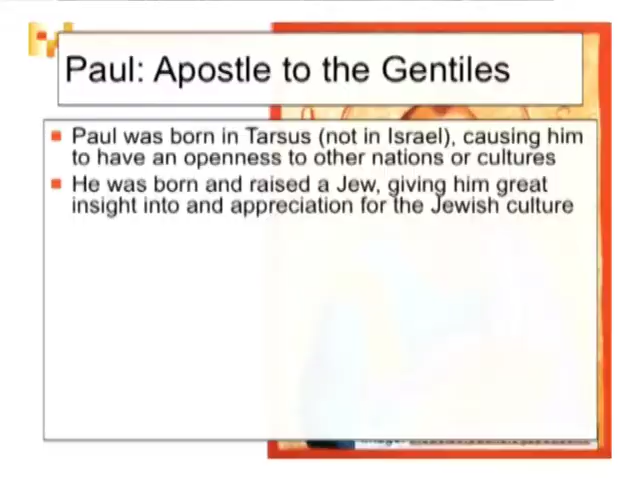 Paul: Apostle to the Gentiles
Paul was born in Tarsus (not in Israel), causing him
to have an openness to other nations or cultures
He was born and raised a Jew, giving him great
insight into and appreciation for the Jewish culture